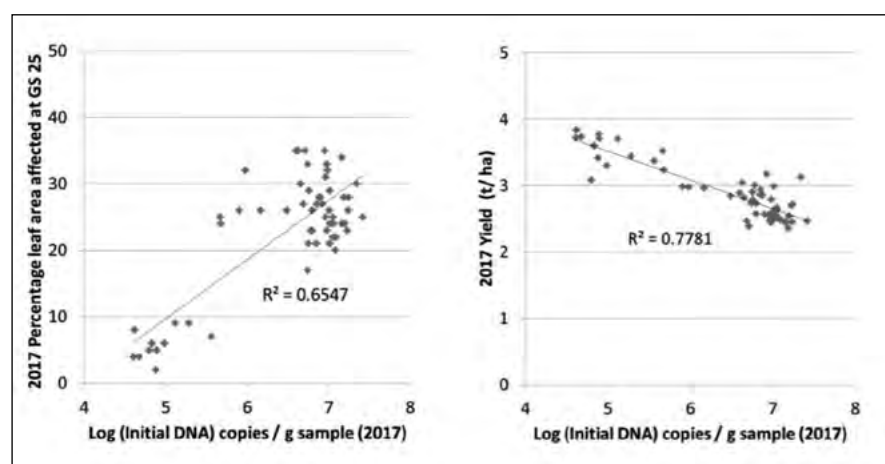 2017 Percentage leaf area affected at GS 25
50
40
30
20
10
0
R² = 0.6547
4 5 6 7 8
Log (Initial DNA) copies / g sample (2017)
2017 Yield (t/ ha)
5
4
3
2
1
0
R² = 0.7781
4 5 6 7 8
Log (Initial DNA) copies / g sample (2017)